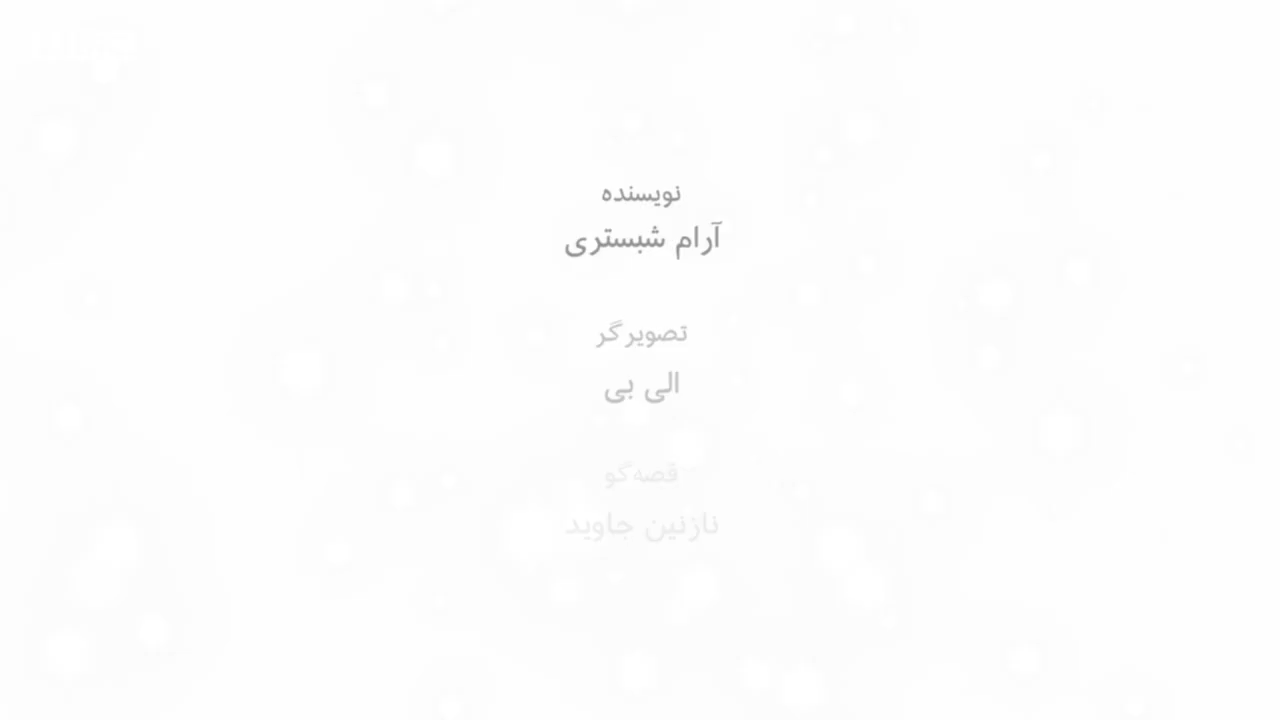 نویسنده
آرام شبستری
تصویرگر
الی بی
قصه‌گو
نازنین جاوید